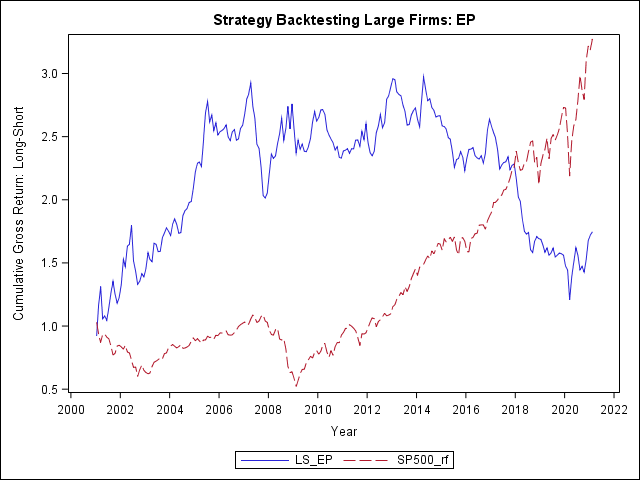 Strategy Backtesting Large Firms: EP
Cumulative Gross Return: Long-Short
3.0
2.5
2.0
1.5
1.0
0.5
2000 2002 2004 2006 2008 2010 2012 2014 2016 2018 2020 2022
Year
LS_EP SP500_rf